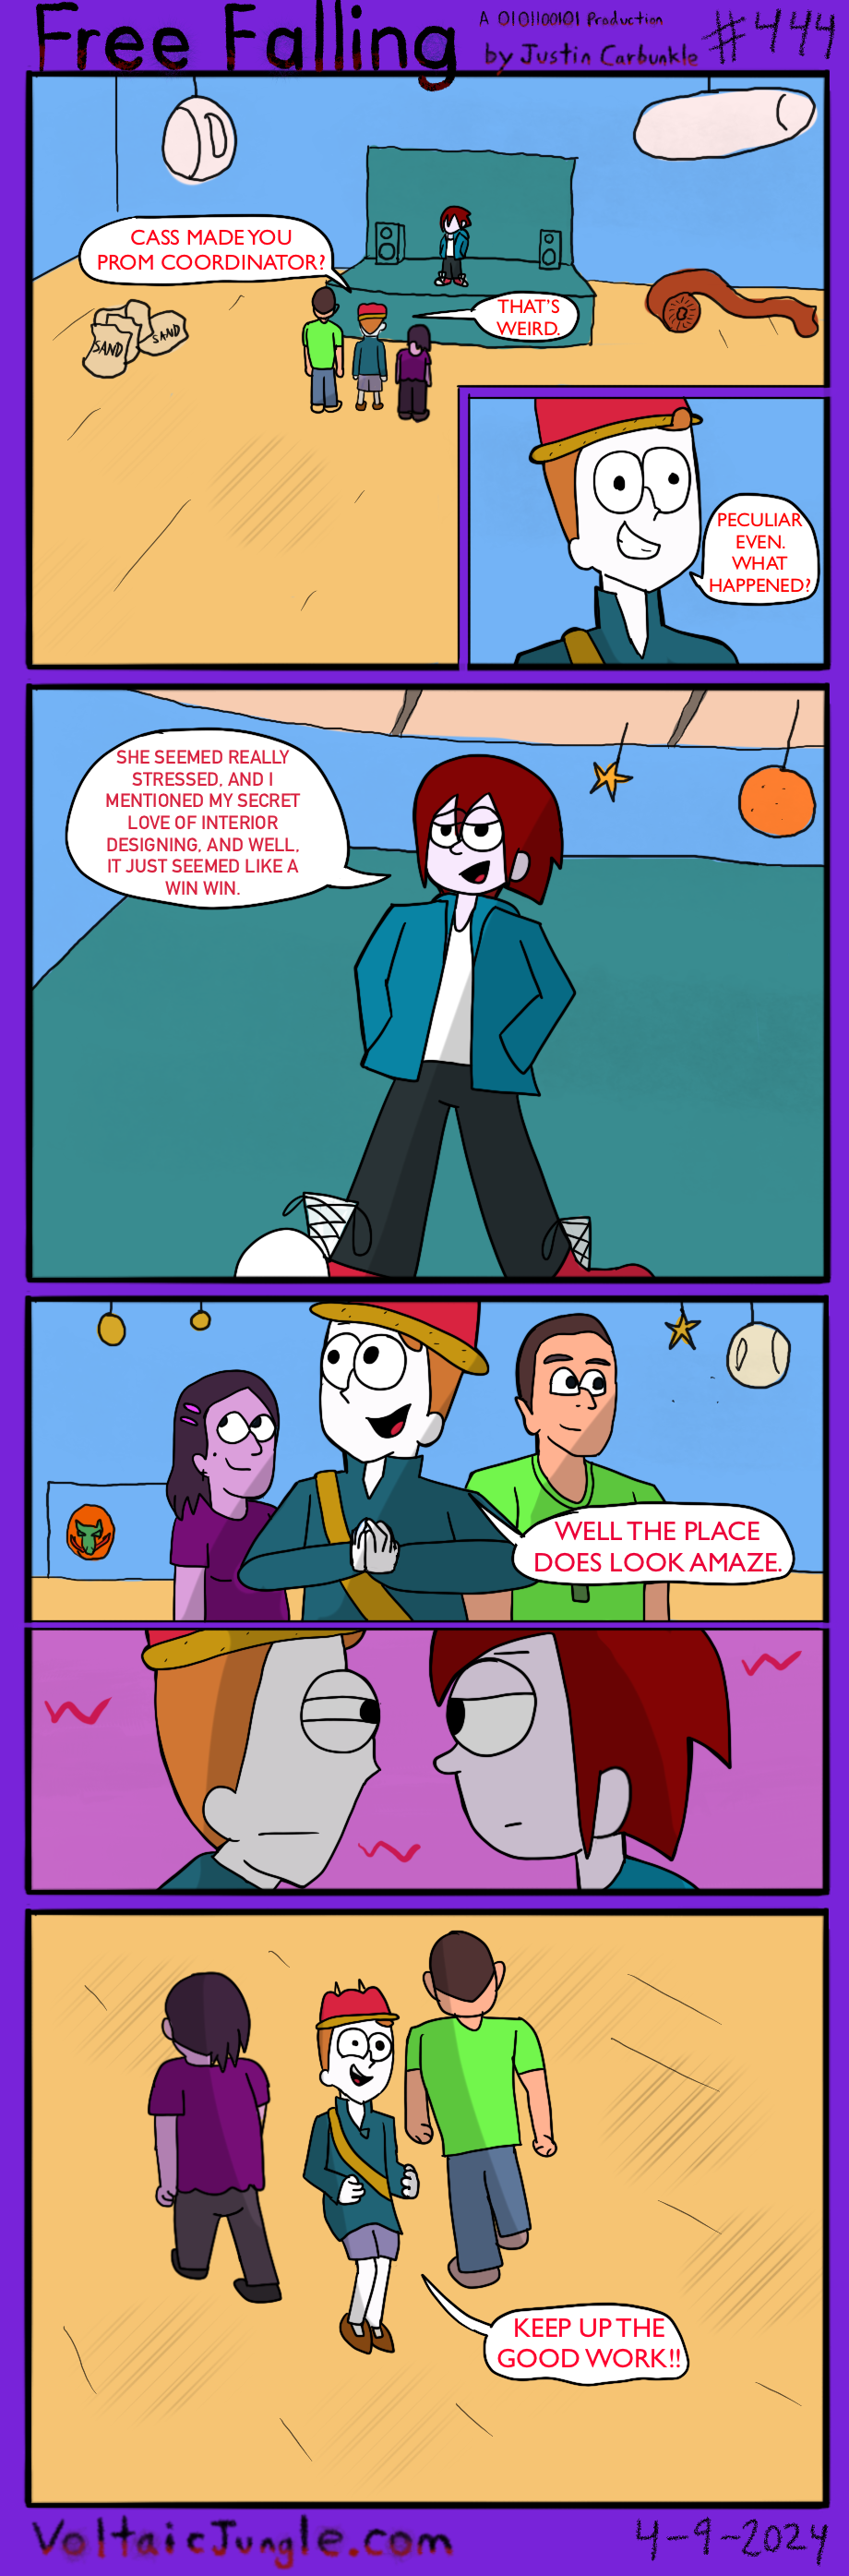 Free Falling
A 0101100101 Production
by Justin Carbunkle
#444
CASS MADE YOU
PROM COORDINATOR?
THAT'S
WEIRD.
SAND
SAND
PECULIAR
EVEN.
WHAT
HAPPENED?
SHE SEEMED REALLY
STRESSED, AND I
MENTIONED MY SECRET
LOVE OF INTERIOR
DESIGNING, AND WELL,
IT JUST SEEMED LIKE A
WIN WIN.
WELL THE PLACE
DOES LOOK AMAZE.
KEEP UP THE
GOOD WORK!!
VoltaicJungle.com
4-9-2024